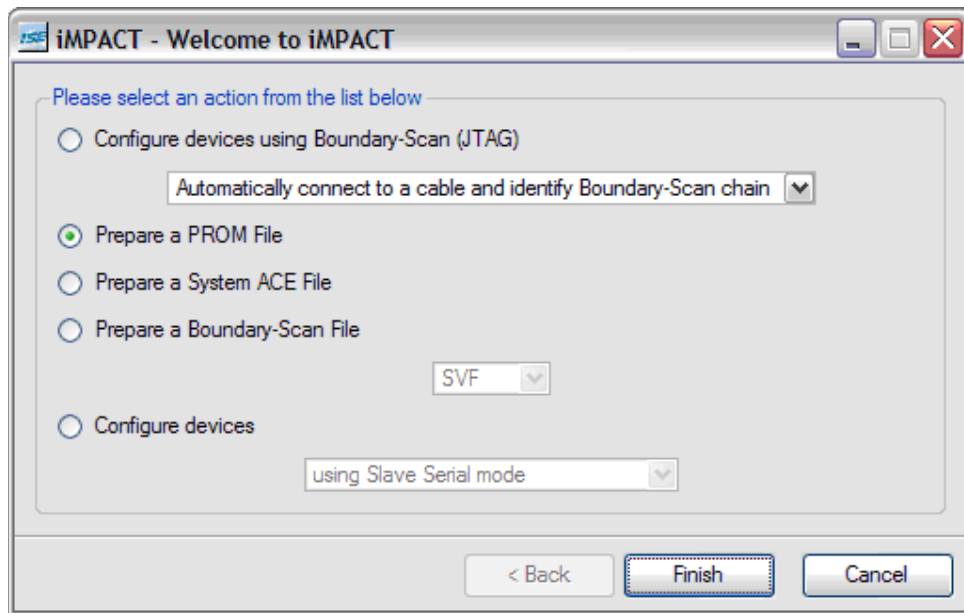 ISE iMPACT - Welcome to iMPACT
Please select an action from the list below
Configure devices using Boundary-Scan (JTAG)
Automatically connect to a cable and identify Boundary-Scan chain
Prepare a PROM File
Prepare a System ACE File
Prepare a Boundary-Scan File
SVF
Configure devices
using Slave Serial mode
< Back Finish Cancel